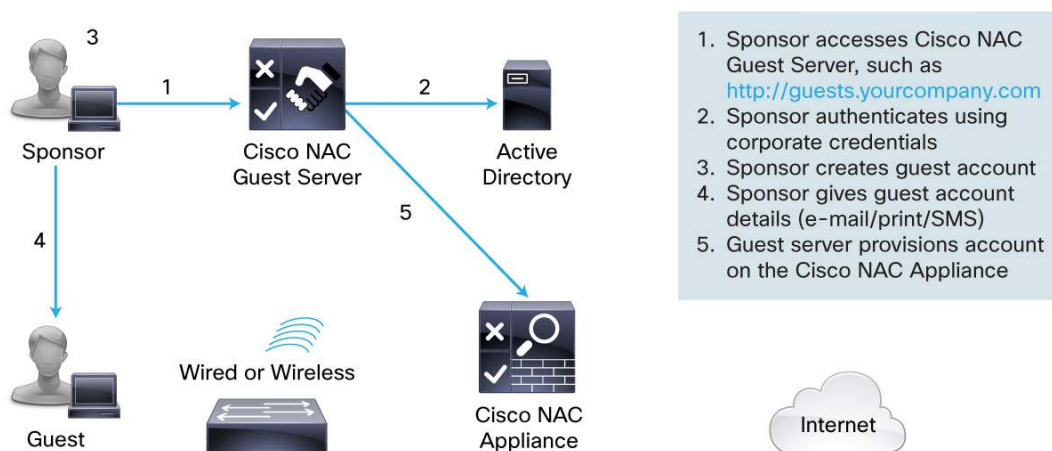 3
1
2
Sponsor
Cisco NAC
Guest Server
Active
Directory
4
5
Wired or Wireless
Guest
Cisco NAC
Appliance
Internet
1. Sponsor accesses Cisco NAC
Guest Server, such as
http://guests.yourcompany.com
2. Sponsor authenticates using
corporate credentials
3. Sponsor creates guest account
4. Sponsor gives guest account
details (e-mail/print/SMS)
5. Guest server provisions account
on the Cisco NAC Appliance